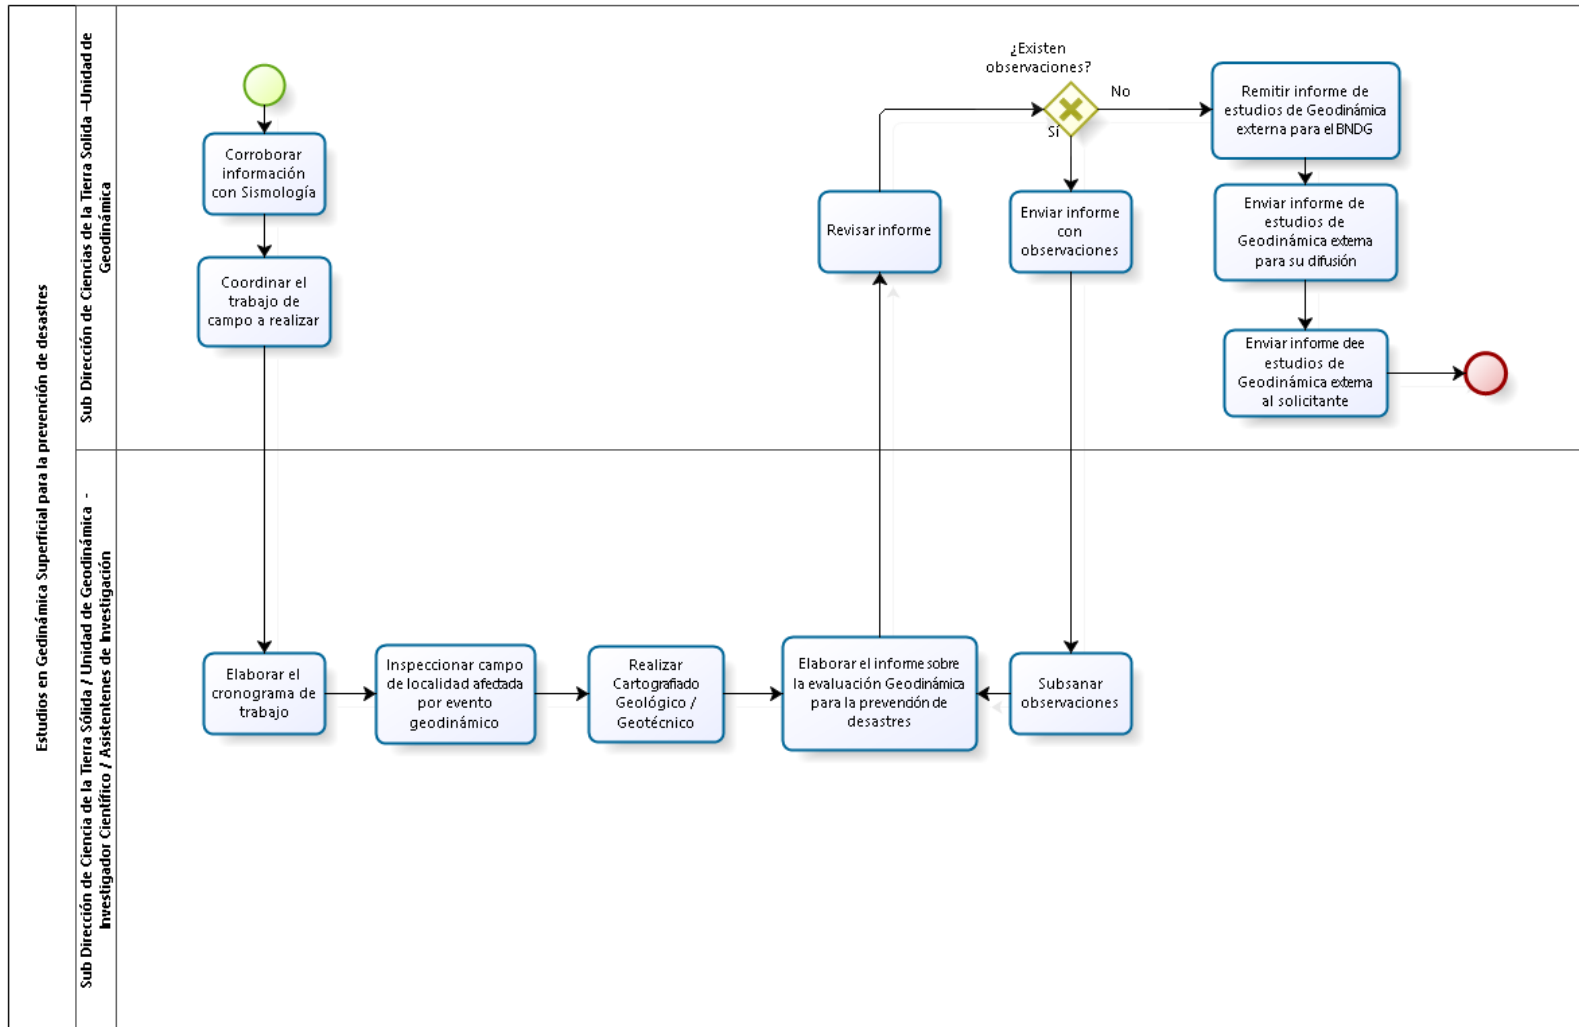 Estudios en Gedinámica Superficial para la prevención de desastres
Sub Dirección de Ciencias de la Tierra Solida –Unidad de
Geodinámica
Corroborar
información
con Sismología
Coordinar el
trabajo de
campo a realizar
Revisar informe
¿Existen
observaciones?
No
Sí
Enviar informe
con
observaciones
Remitir informe de
estudios de Geodinámica
externa para el BNDG
Enviar informe de
estudios de
Geodinámica externa
para su difusión
Enviar informe dee
estudios de
Geodinámica externa
al solicitante
Sub Dirección de Ciencia de la Tierra Sólida / Unidad de Geodinámica -
Investigador Científico / Asistentenes de Investigación
Elaborar el
cronograma de
trabajo
Inspeccionar campo
de localidad afectada
por evento
geodinámico
Realizar
Cartografiado
Geológico /
Geotécnico
Elaborar el informe sobre
la evaluación Geodinámica
para la prevención de
desastres
Subsanar
observaciones